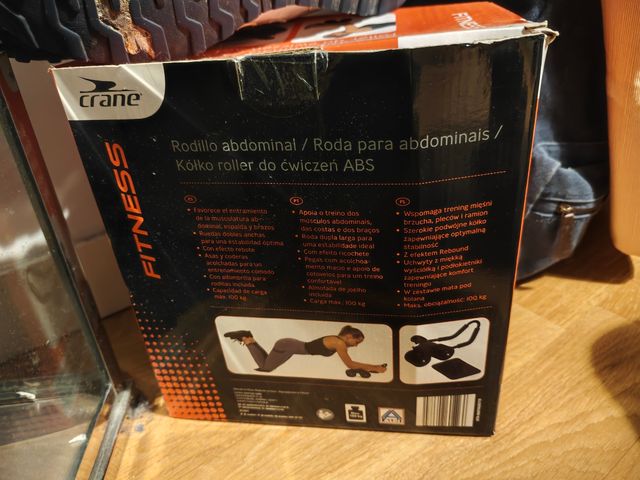 FITNESS
crane
FITNESS
Rodillo abdominal / Roda para abdominais /
Kółko roller do ćwiczeń ABS
ES
• Favorece el entrenamiento
de la musculatura ab-
dominal, espalda y brazos
• Ruedas dobles anchas
para una estabilidad óptima
• Con efecto rebote
• Asas y coderas
acolchadas para un
entrenamiento cómodo
• Con almohadilla para
rodillas incluida
• Capacidad de carga
máx. 100 kg
PT
• Apoia o treino dos
músculos abdominais,
das costas e dos braços
• Roda dupla larga para
uma estabilidade ideal
• Com efeito ricochete
• Pegas com acolchoa-
mento macio e apoio de
cotovelos para um treino
confortável
• Almofada de joelho
incluída
• Carga máx. 100 kg
PL
• Wspomaga trening mięśni
brzucha, pleców i ramion
• Szerokie podwójne kółko
zapewniające optymalną
stabilność
• Z efektem Rebound
• Uchwyty z miękką
wyściółką i podłokietniki
zapewniające komfort
treningu
• W zestawie mata pod
kolana
• Maks. obciążalność: 100 kg
ALDI